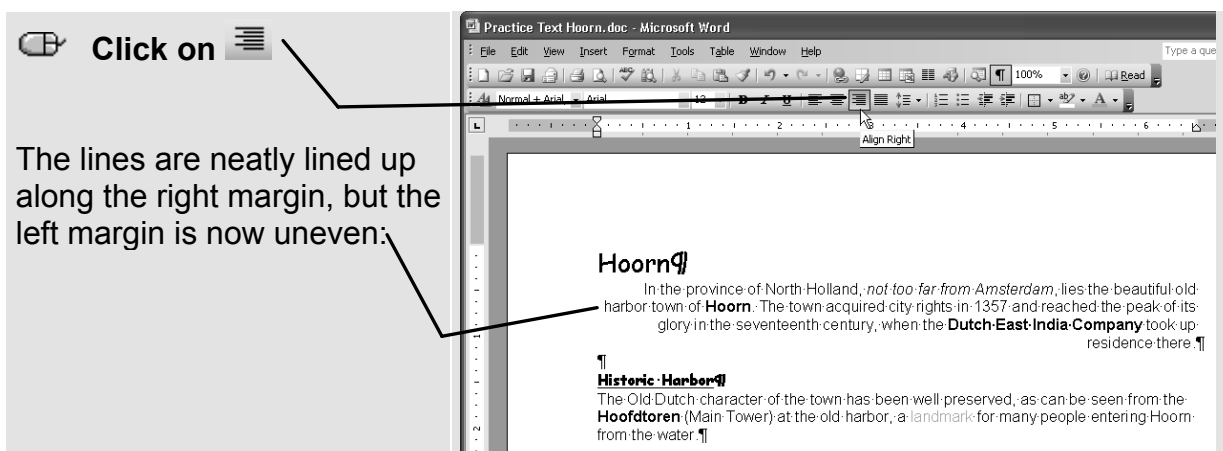 Click on
The lines are neatly lined up
along the right margin, but the
left margin is now uneven:
Practice Text Hoorn.doc - Microsoft Word
File Edit View Insert Format Tools Table Window Help Type a que
100% Read
Normal + Arial Arial 12 B I U
1 2 3 4 5 6
Align Right
Hoorn¶
In·the·province·of·North·Holland,·not·too·far·from·Amsterdam,·lies·the·beautiful·old·
harbor·town·of·Hoorn.·The·town·acquired·city·rights·in·1357·and·reached·the·peak·of·its·
glory·in·the·seventeenth·century,·when·the·Dutch·East·India·Company·took·up·
residence·there.¶
¶
Historic·Harbor¶
The·Old·Dutch·character·of·the·town·has·been·well·preserved,·as·can·be·seen·from·the·
Hoofdtoren·(Main·Tower)·at·the·old·harbor,·a·landmark·for·many·people·entering·Hoorn·
from·the·water.¶